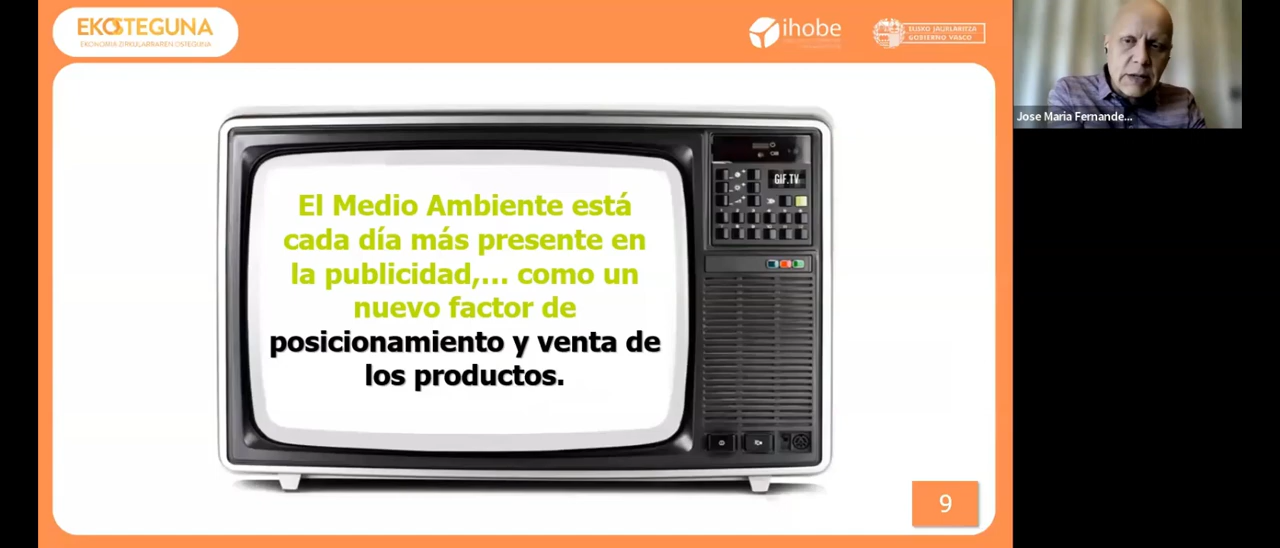 EKOSTEGUNA
EKONOMIA ZIRKULARRAREN OSTEGUNA
ihobe
EUSKO JAURLARITZA
GOBIERNO VASCO
Jose Maria Fernande...
GIF.TV
El Medio Ambiente está
cada día más presente en
la publicidad,... como un
nuevo factor de
posicionamiento y venta de
los productos.
9